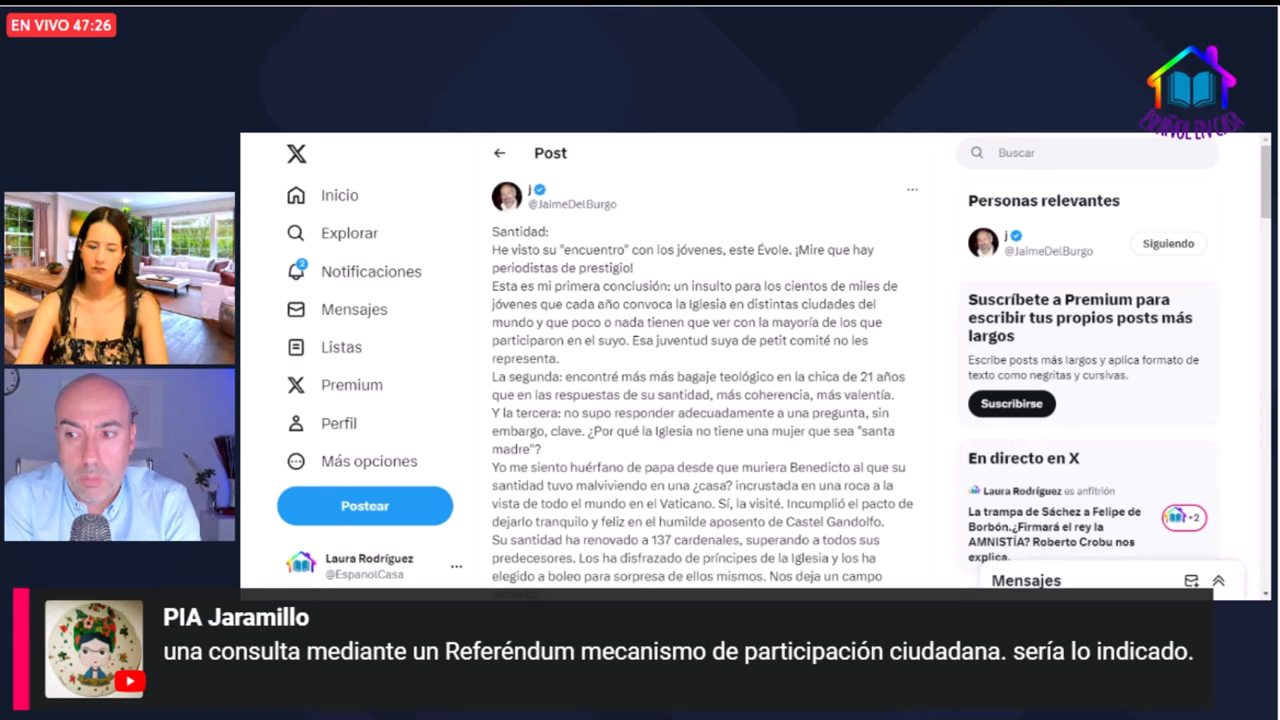 EN VIVO 47:26
ESPAÑOL EN CASA
Inicio
Explorar
2
Notificaciones
Mensajes
Listas
Premium
Perfil
Más opciones
Postear
Laura Rodríguez
@EspanolCasa
Post
j
@JaimeDelBurgo
Santidad:
He visto su "encuentro" con los jóvenes, este Évole. ¡Mire que hay
periodistas de prestigio!
Esta es mi primera conclusión: un insulto para los cientos de miles de
jóvenes que cada año convoca la Iglesia en distintas ciudades del
mundo y que poco o nada tienen que ver con la mayoría de los que
participaron en el suyo. Esa juventud suya de petit comité no les
representa.
La segunda: encontré más más bagaje teológico en la chica de 21 años
que en las respuestas de su santidad, más coherencia, más valentía.
Y la tercera: no supo responder adecuadamente a una pregunta, sin
embargo, clave. ¿Por qué la Iglesia no tiene una mujer que sea "santa
madre"?
Yo me siento huérfano de papa desde que muriera Benedicto al que su
santidad tuvo malviviendo en una ¿casa? incrustada en una roca a la
vista de todo el mundo en el Vaticano. Sí, la visité. Incumplió el pacto de
dejarlo tranquilo y feliz en el humilde aposento de Castel Gandolfo.
Su santidad ha renovado a 137 cardenales, superando a todos sus
predecesores. Los ha disfrazado de príncipes de la Iglesia y los ha
elegido a boleo para sorpresa de ellos mismos. Nos deja un campo
Buscar
Personas relevantes
j
@JaimeDelBurgo
Siguiendo
Suscríbete a Premium para
escribir tus propios posts más
largos
Escribe posts más largos y aplica formato de
texto como negritas y cursivas.
Suscribirse
En directo en X
Laura Rodríguez es anfitrión
La trampa de Sáchez a Felipe de
Borbón.¿Firmará el rey la
AMNISTÍA? Roberto Crobu nos
explica.
+2
Mensajes
PIA Jaramillo
una consulta mediante un Referéndum mecanismo de participación ciudadana. sería lo indicado.